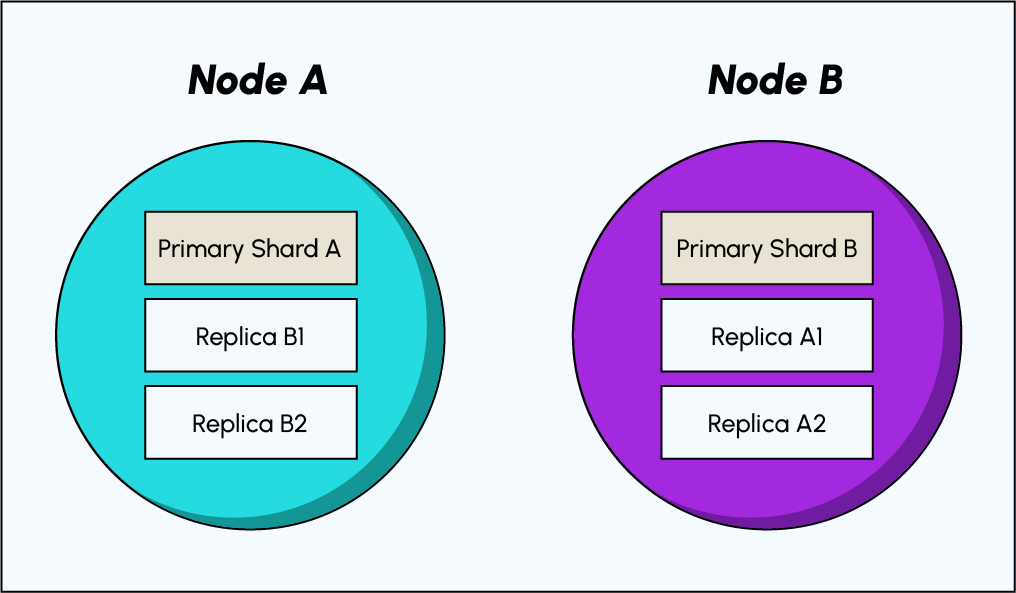 Node A
Primary Shard A
Replica B1
Replica B2
Node B
Primary Shard B
Replica A1
Replica A2